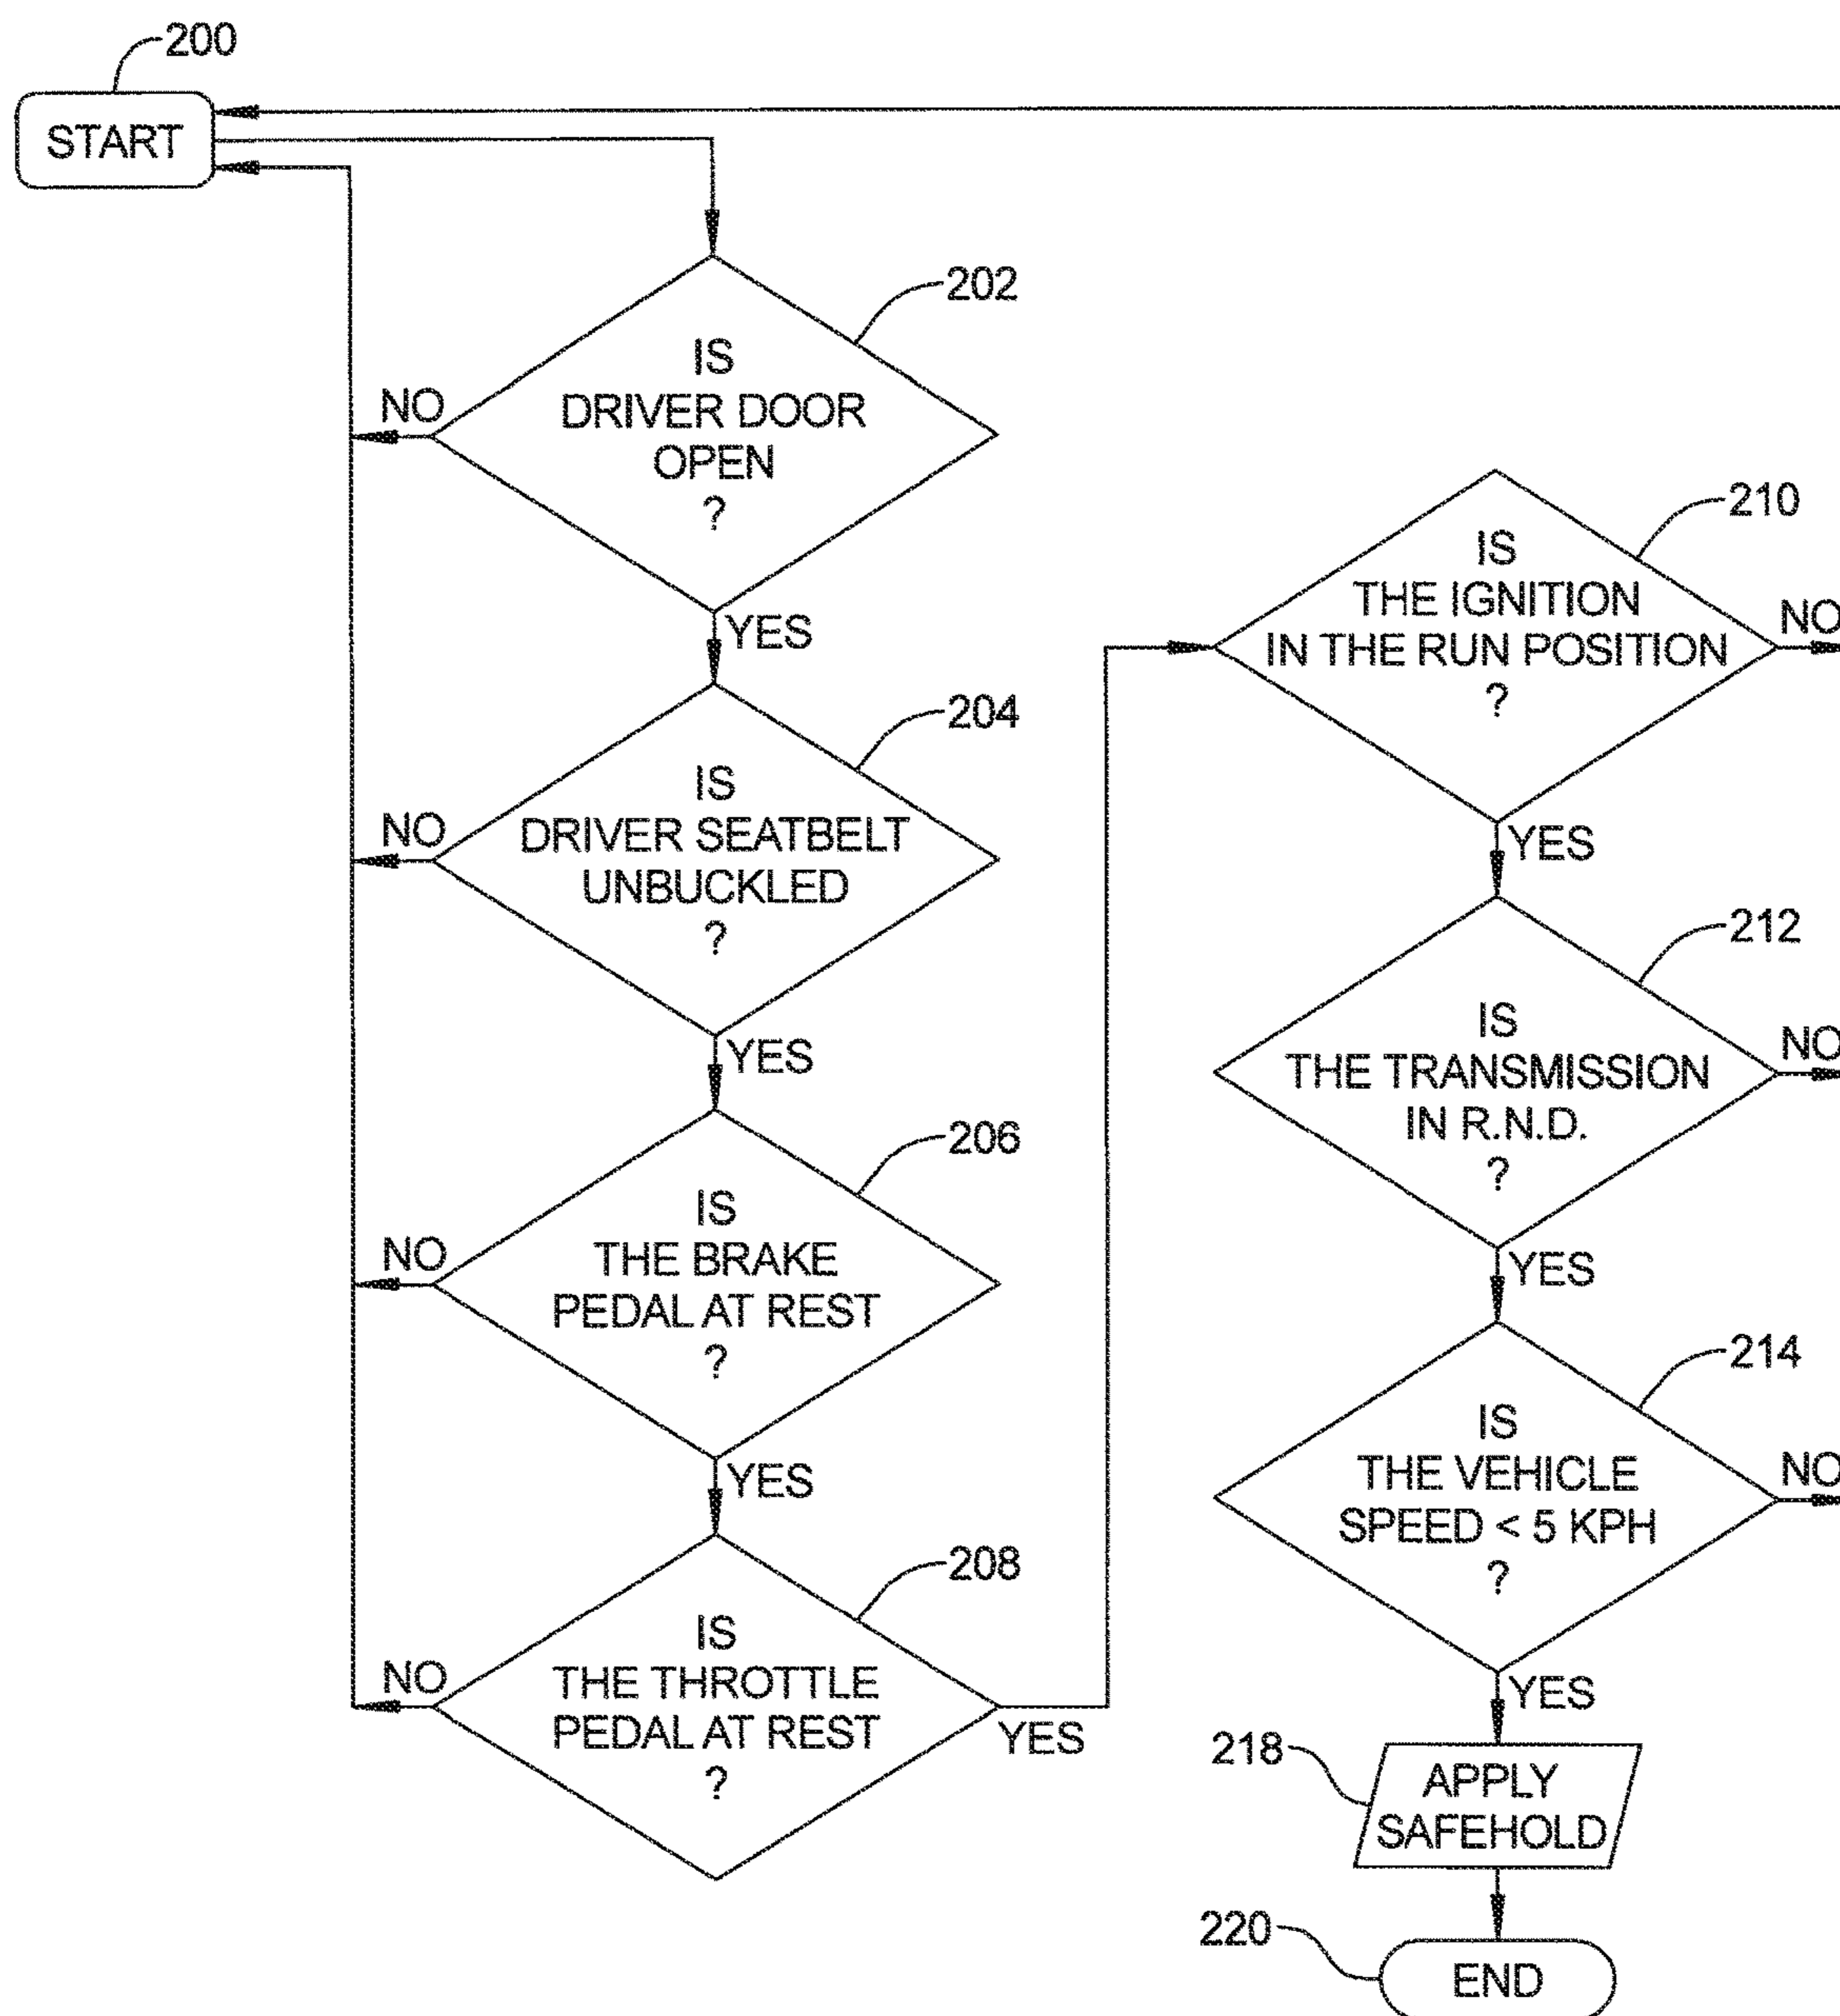 200
START
202
IS
DRIVER DOOR
OPEN
?
NO
YES
204
IS
DRIVER SEATBELT
UNBUCKLED
?
NO
YES
206
IS
THE BRAKE
PEDAL AT REST
?
NO
YES
208
IS
THE THROTTLE
PEDAL AT REST
?
NO
YES
210
IS
THE IGNITION
IN THE RUN POSITION
?
NO
YES
212
IS
THE TRANSMISSION
IN R.N.D.
?
NO
YES
214
IS
THE VEHICLE
SPEED < 5 KPH
?
NO
YES
218
APPLY
SAFEHOLD
220
END